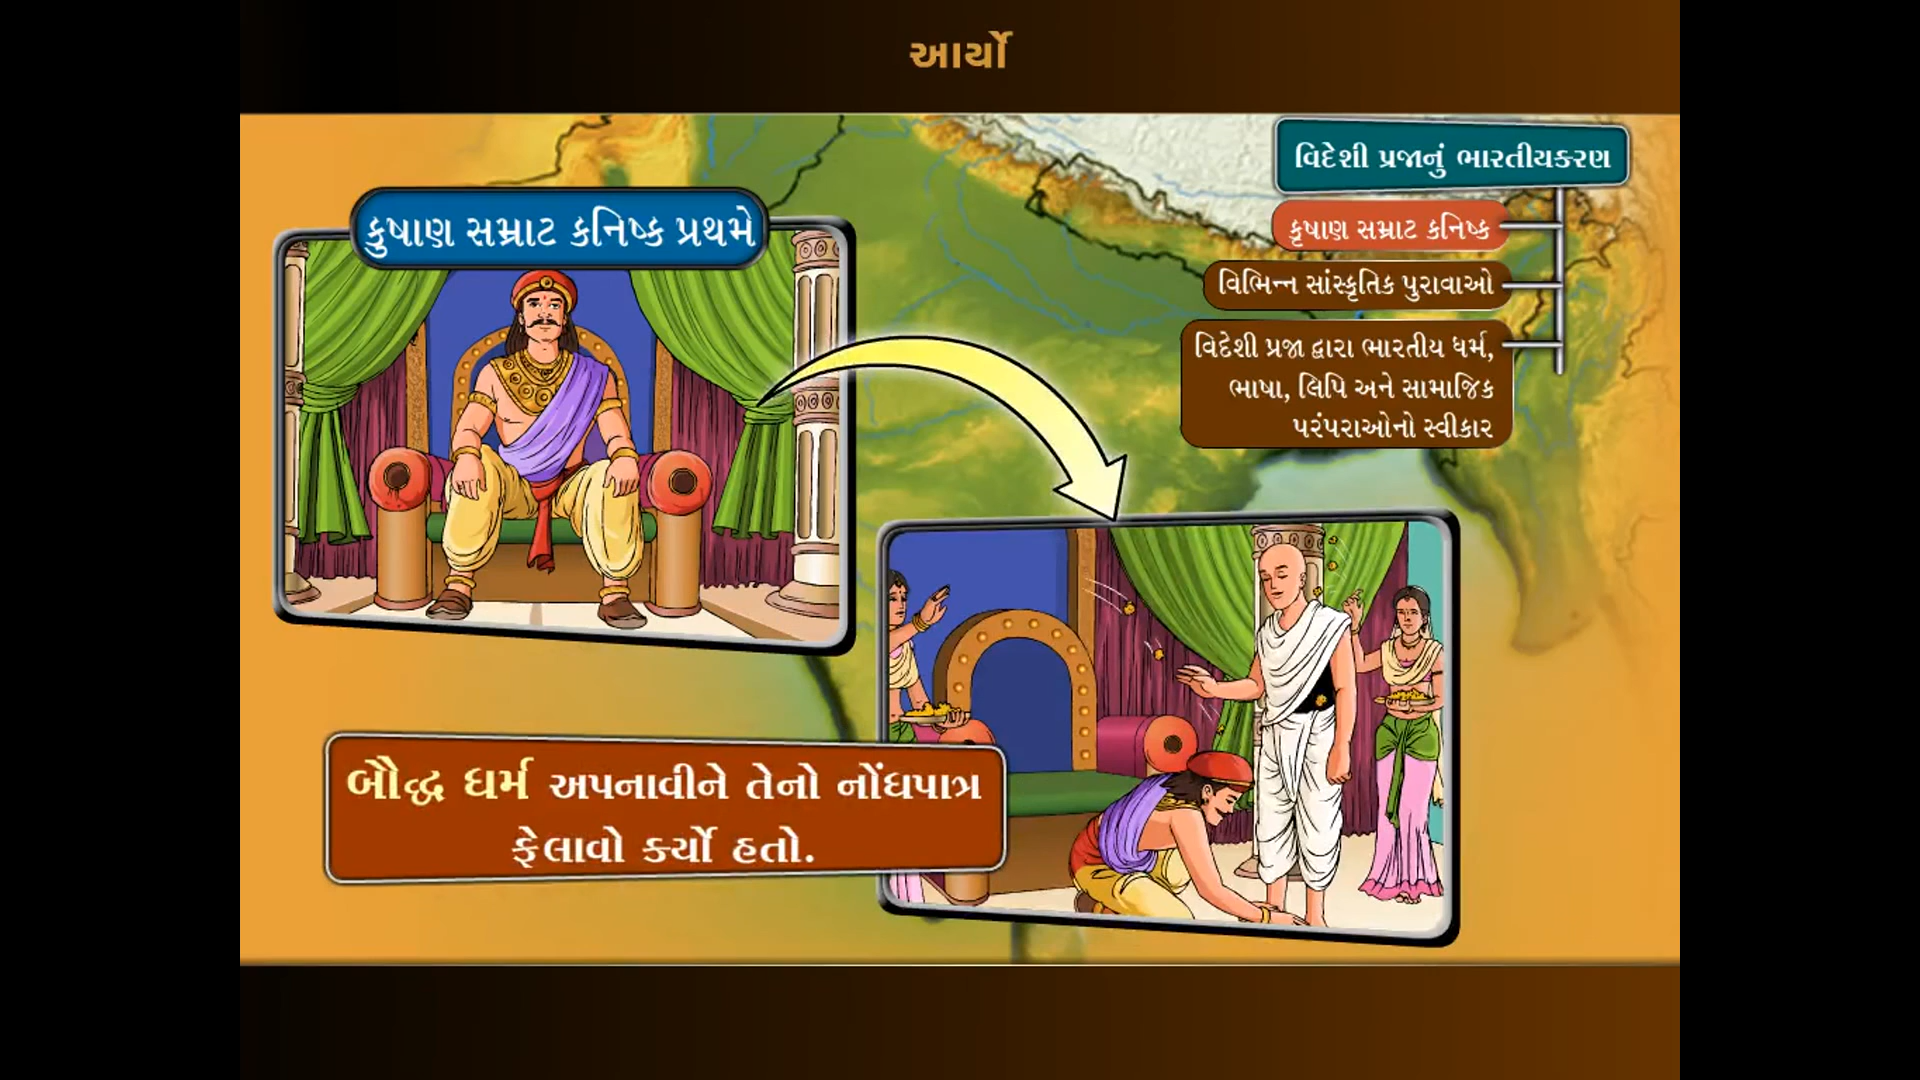 આર્યો
વિદેશી પ્રજાનું ભારતીયકરણ
કુષાણ સમ્રાટ કનિષ્ક પ્રથમે
કૃષાણ સમ્રાટ કનિષ્ક
વિભિન્ન સાંસ્કૃતિક પુરાવાઓ
વિદેશી પ્રજા દ્વારા ભારતીય ધર્મ,
ભાષા, લિપિ અને સામાજિક
પરંપરાઓનો સ્વીકાર
બૌદ્ધ ધર્મ અપનાવીને તેનો નોંધપાત્ર
ફેલાવો કર્યો હતો.